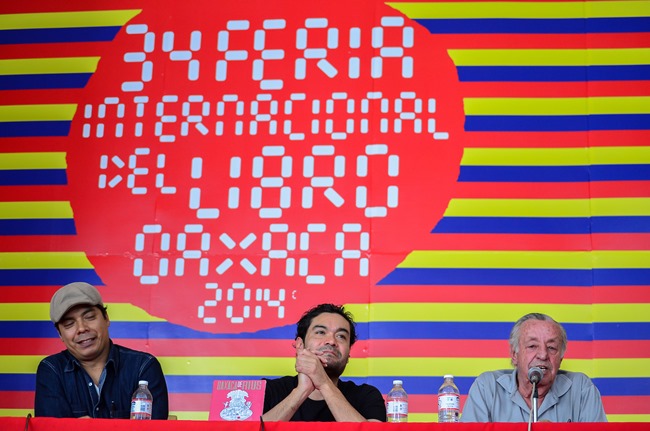 34 FERIA
INTERNACIONAL
DEL LIBRO
OAXACA
2014